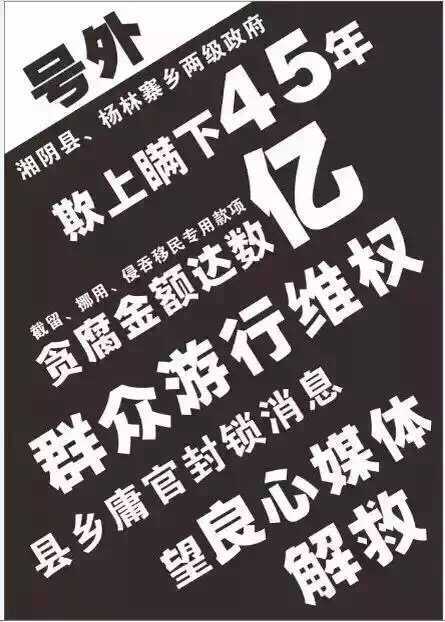 号外
湘阴县、杨林寨乡两级政府
欺上瞒下45年
截留、挪用、侵吞移民专用款项
贪腐金额达数亿
群众游行维权
县乡庸官封锁消息
望良心媒体
解救